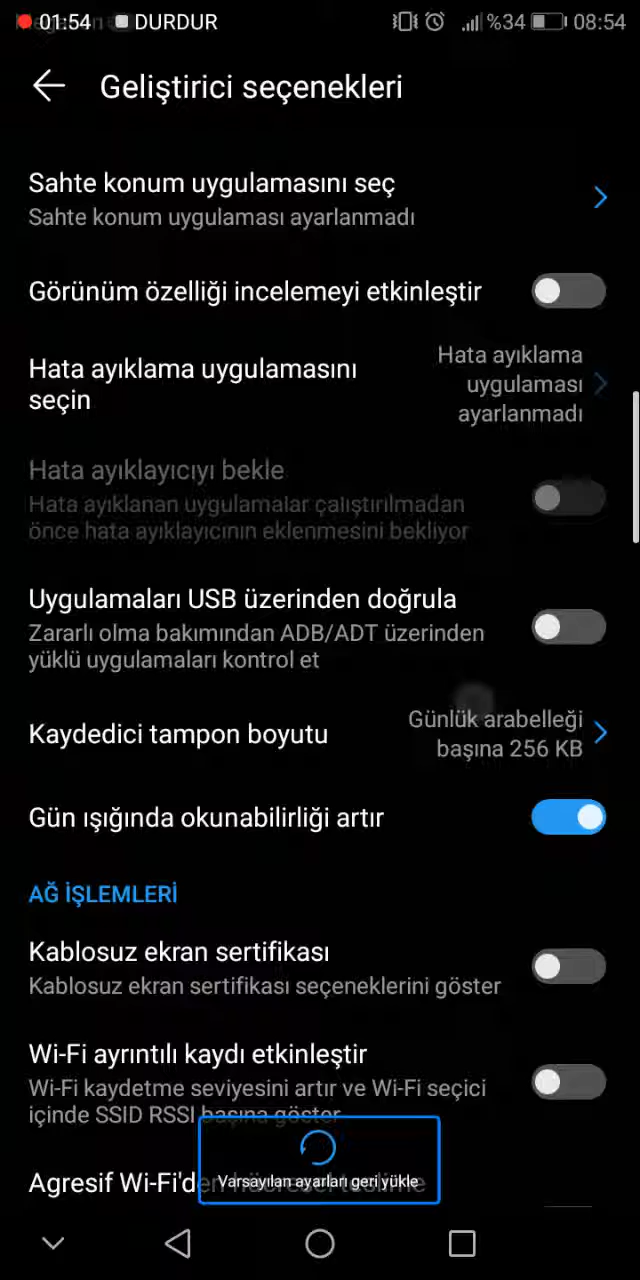 01:54 DURDUR %34 08:54
Geliştirici seçenekleri
Sahte konum uygulamasını seç
Sahte konum uygulaması ayarlanmadı
Görünüm özelliği incelemeyi etkinleştir
Hata ayıklama uygulamasını
seçin
Hata ayıklama
uygulaması
ayarlanmadı
Hata ayıklayıcıyı bekle
Hata ayıklanan uygulamalar çalıştırılmadan
önce hata ayıklayıcının eklenmesini bekliyor
Uygulamaları USB üzerinden doğrula
Zararlı olma bakımından ADB/ADT üzerinden
yüklü uygulamaları kontrol et
Kaydedici tampon boyutu
Günlük arabelleği
başına 256 KB
Gün ışığında okunabilirliği artır
AĞ İŞLEMLERİ
Kablosuz ekran sertifikası
Kablosuz ekran sertifikası seçeneklerini göster
Wi-Fi ayrıntılı kaydı etkinleştir
Wi-Fi kaydetme seviyesini artır ve Wi-Fi seçici
içinde SSID RSSI başına göster
Agresif Wi-Fi'den hücresel teslime
Varsayılan ayarları geri yükle